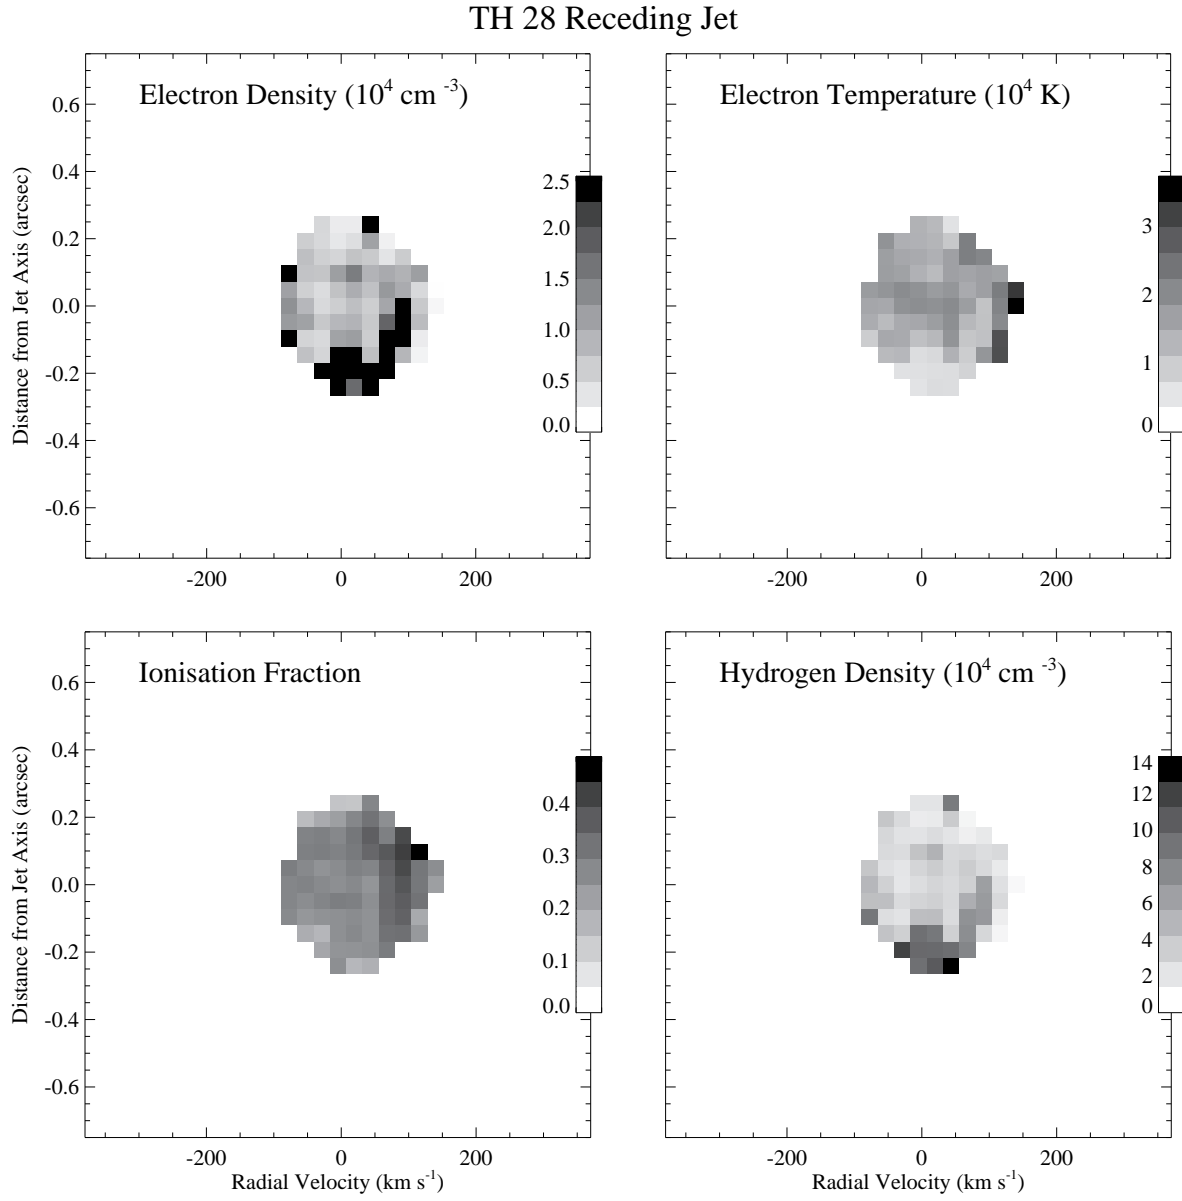 TH 28 Receding Jet
Electron Density (10⁴ cm ⁻³)
Electron Temperature (10⁴ K)
Distance from Jet Axis (arcsec)
0.6
0.4
0.2
0.0
-0.2
-0.4
-0.6
2.5
2.0
1.5
1.0
0.5
0.0
3
2
1
0
-200 0 200
-200 0 200
Ionisation Fraction
Hydrogen Density (10⁴ cm ⁻³)
Distance from Jet Axis (arcsec)
0.6
0.4
0.2
0.0
-0.2
-0.4
-0.6
0.4
0.3
0.2
0.1
0.0
14
12
10
8
6
4
2
0
-200 0 200
-200 0 200
Radial Velocity (km s⁻¹)
Radial Velocity (km s⁻¹)